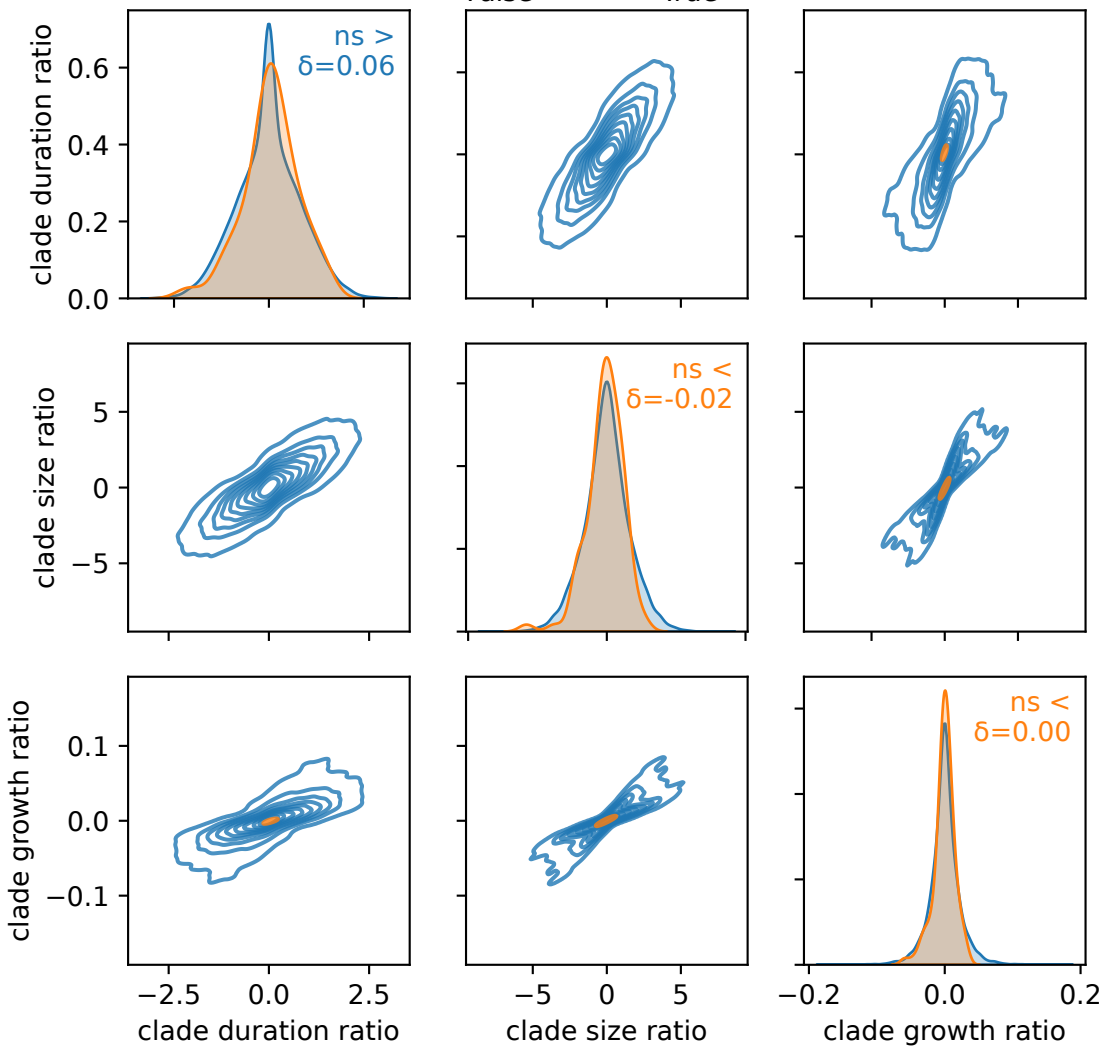 ns >
δ=0.06
clade duration ratio
0.6
0.4
0.2
0.0
ns <
δ=-0.02
clade size ratio
5
0
−5
ns <
δ=0.00
clade growth ratio
0.1
0.0
−0.1
−2.5 0.0 2.5
−5 0 5
−0.2 0.0 0.2
clade duration ratio
clade size ratio
clade growth ratio